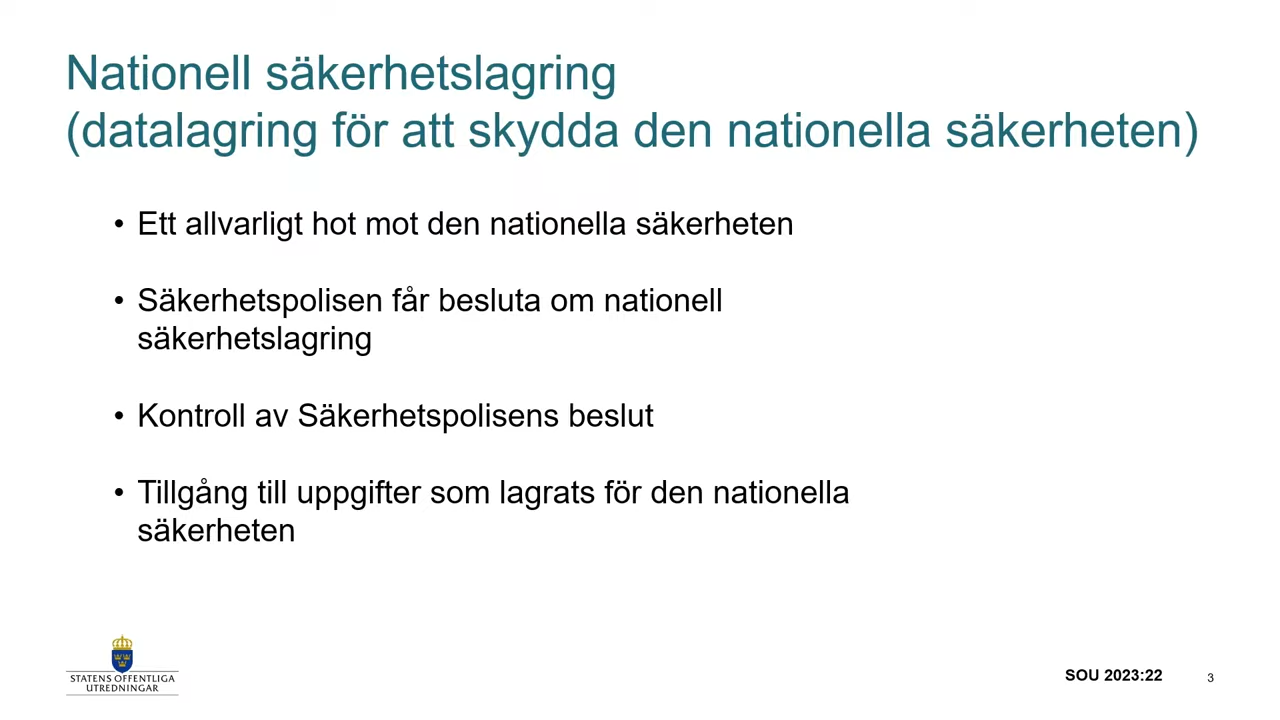 Nationell säkerhetslagring
(datalagring för att skydda den nationella säkerheten)
• Ett allvarligt hot mot den nationella säkerheten
• Säkerhetspolisen får besluta om nationell
säkerhetslagring
• Kontroll av Säkerhetspolisens beslut
• Tillgång till uppgifter som lagrats för den nationella
säkerheten
STATENS OFFENTLIGA
UTREDNINGAR
SOU 2023:22
3